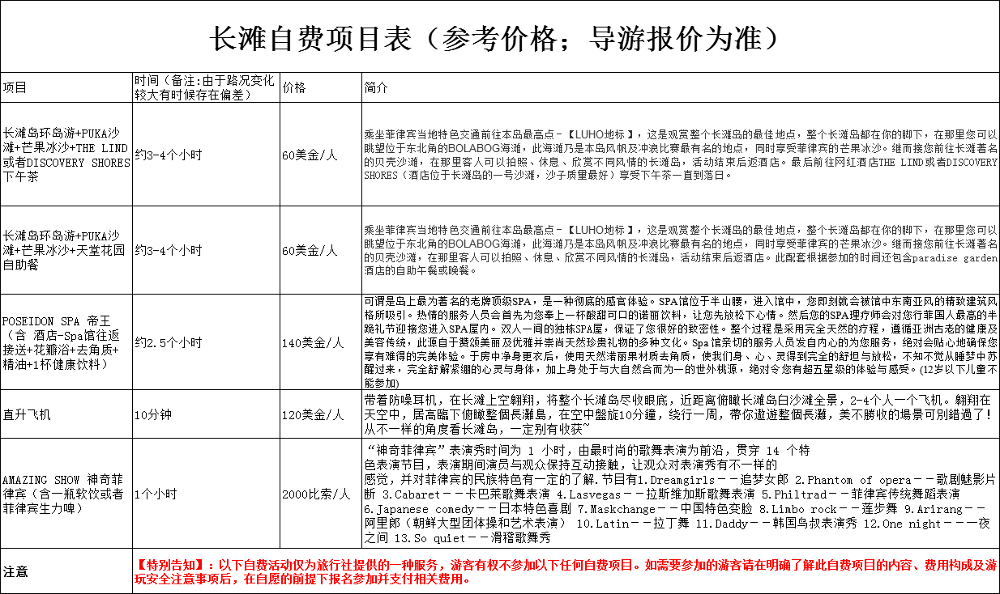 长滩自费项目表（参考价格；导游报价为准）
项目
时间（备注:由于路况变化
较大有时候存在偏差）
价格
简介
长滩岛环岛游+PUKA沙
滩+芒果冰沙+THE LIND
或者DISCOVERY SHORES
下午茶
约3-4个小时
60美金/人
乘坐菲律宾当地特色交通前往本岛最高点－【LUHO地标 】，这是观赏整个长滩岛的最佳地点，整个长滩岛都在你的脚下，在那里您可以
眺望位于东北角的BOLABOG海滩，此海滩乃是本岛风帆及冲浪比赛最有名的地点，同时享受菲律宾的芒果冰沙。继而接您前往长滩著名
的贝壳沙滩，在那里客人可以拍照、休息、欣赏不同风情的长滩岛，活动结束后返酒店。最后前往网红酒店THE LIND或者DISCOVERY
SHORES（酒店位于长滩岛的一号沙滩，沙子质量最好）享受下午茶一直到落日。
长滩岛环岛游+PUKA沙
滩+芒果冰沙+天堂花园
自助餐
约3-4个小时
60美金/人
乘坐菲律宾当地特色交通前往本岛最高点－【LUHO地标 】，这是观赏整个长滩岛的最佳地点，整个长滩岛都在你的脚下，在那里您可以
眺望位于东北角的BOLABOG海滩，此海滩乃是本岛风帆及冲浪比赛最有名的地点，同时享受菲律宾的芒果冰沙。继而接您前往长滩著名
的贝壳沙滩，在那里客人可以拍照、休息、欣赏不同风情的长滩岛，活动结束后返酒店。此配套根据参加的时间还包含paradise garden
酒店的自助午餐或晚餐。
POSEIDON SPA 帝王
（含 酒店-Spa馆往返
接送+花瓣浴+去角质+
精油+1杯健康饮料）
约2.5个小时
140美金/人
可谓是岛上最为著名的老牌顶级SPA，是一种彻底的感官体验。SPA馆位于半山腰，进入馆中，您即刻就会被馆中东南亚风的精致建筑风
格所吸引。热情的服务人员会首先为您奉上一杯酸甜可口的诺丽饮料，让您先放松下心情。然后您的SPA理疗师会对您行菲国人最高的半
跪礼节迎接您进入SPA屋内。双人一间的独栋SPA屋，保证了您很好的致密性。整个过程是采用完全天然的疗程，遵循亚洲古老的健康及
美容传统，此源自于赞颂美丽及优雅并崇尚天然珍贵礼物的多种文化。Spa 馆亲切的服务人员发自内心的为您服务，绝对会贴心地确保您
享有难得的完美体验。于房中净身更衣后，使用天然诺丽果材质去角质，使我们身、心、灵得到完全的舒坦与放松，不知不觉从睡梦中苏
醒过来，完全舒解紧绷的心灵与身体，加上身处于与大自然合而为一的世外桃源，绝对令您有超五星级的体验与感受。(12岁以下儿童不
能参加)
直升飞机
10分钟
120美金/人
带着防噪耳机，在长滩上空翱翔，将整个长滩岛尽收眼底，近距离俯瞰长滩岛白沙滩全景，2-4个人一个飞机。翱翔在
天空中，居高臨下俯瞰整個長灘島，在空中盤旋10分鐘，绕行一周，帶你遨遊整個長灘，美不勝收的場景可別錯過了！
从不一样的角度看长滩岛，一定别有收获~
AMAZING SHOW 神奇菲
律宾（含一瓶软饮或者
菲律宾生力啤）
1个小时
2000比索/人
“神奇菲律宾”表演秀时间为 1 小时，由最时尚的歌舞表演为前沿，贯穿 14 个特
色表演节目，表演期间演员与观众保持互动接触，让观众对表演秀有不一样的
感觉，并对菲律宾的民族特色有一定的了解.节目有1.Dreamgirls－－追梦女郎 2.Phantom of opera－－歌剧魅影片
断 3.Cabaret－－卡巴莱歌舞表演 4.Lasvegas－－拉斯维加斯歌舞表演 5.Philtrad－－菲律宾传统舞蹈表演
6.Japanese comedy－－日本特色喜剧 7.Maskchange－－中国特色变脸 8.Limbo rock－－莲步舞 9.Arirang－－
阿里郎（朝鲜大型团体操和艺术表演） 10.Latin－－拉丁舞 11.Daddy－－韩国鸟叔表演秀 12.One night－－一夜
之间 13.So quiet－－滑稽歌舞秀
注意
【特别告知】：以下自费活动仅为旅行社提供的一种服务，游客有权不参加以下任何自费项目。如需要参加的游客请在明确了解此自费项目的内容、费用构成及游
玩安全注意事项后，在自愿的前提下报名参加并支付相关费用。